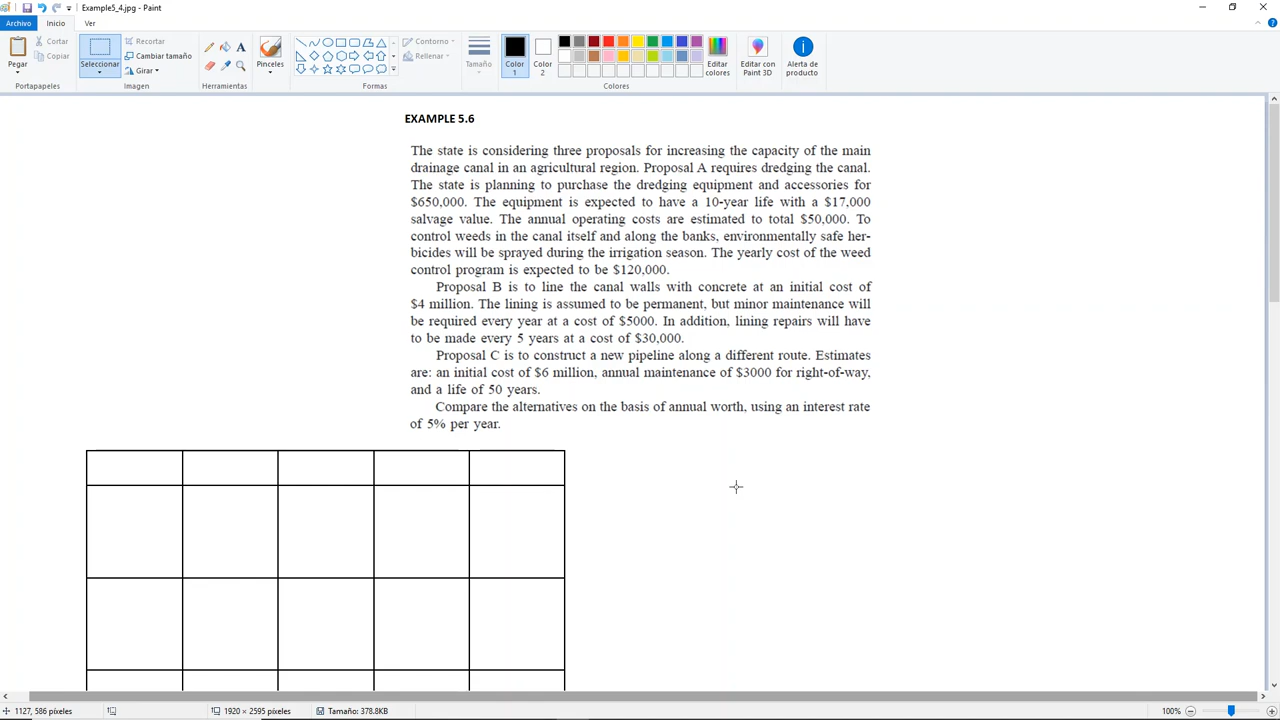 Example5_4.jpg - Paint
Archivo Inicio Ver
Pegar
Cortar
Copiar
Portapapeles
Seleccionar
Recortar
Cambiar tamaño
Girar
Imagen
A
Herramientas
Pinceles
Contorno
Rellenar
Formas
Tamaño
Color
1
Color
2
Editar
colores
Colores
Editar con
Paint 3D
Alerta de
producto
EXAMPLE 5.6
The state is considering three proposals for increasing the capacity of the main
drainage canal in an agricultural region. Proposal A requires dredging the canal.
The state is planning to purchase the dredging equipment and accessories for
$650,000. The equipment is expected to have a 10-year life with a $17,000
salvage value. The annual operating costs are estimated to total $50,000. To
control weeds in the canal itself and along the banks, environmentally safe her-
bicides will be sprayed during the irrigation season. The yearly cost of the weed
control program is expected to be $120,000.
Proposal B is to line the canal walls with concrete at an initial cost of
$4 million. The lining is assumed to be permanent, but minor maintenance will
be required every year at a cost of $5000. In addition, lining repairs will have
to be made every 5 years at a cost of $30,000.
Proposal C is to construct a new pipeline along a different route. Estimates
are: an initial cost of $6 million, annual maintenance of $3000 for right-of-way,
and a life of 50 years.
Compare the alternatives on the basis of annual worth, using an interest rate
of 5% per year.
1127, 586 píxeles
1920 × 2595 píxeles
Tamaño: 378.8KB
100%